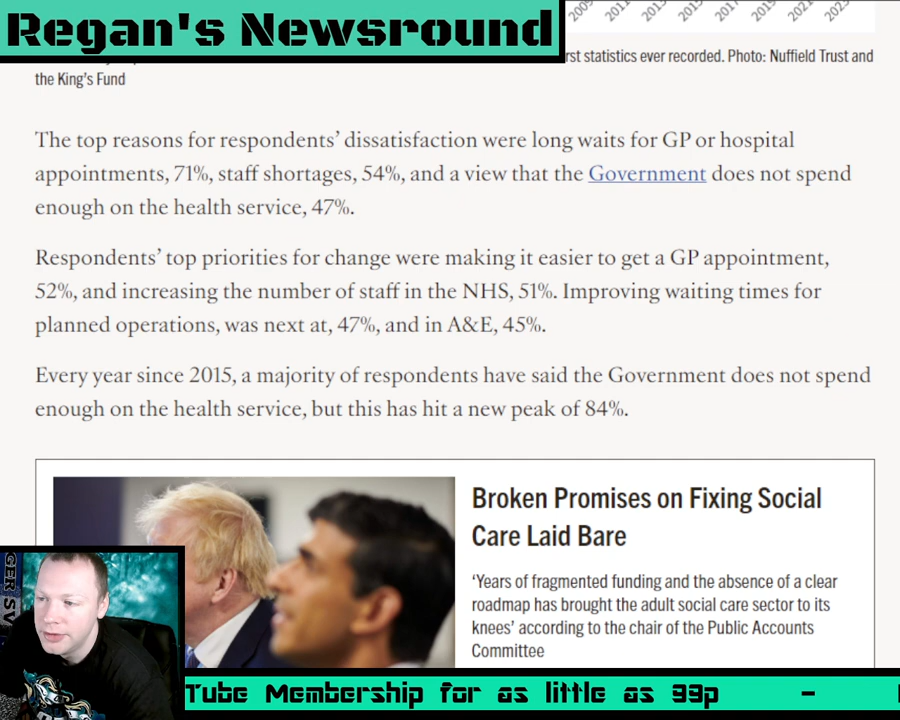 Regan's Newsround
2009 2011 2013 2015 2017 2019 2021 2023
rst statistics ever recorded. Photo: Nuffield Trust and
the King's Fund
The top reasons for respondents' dissatisfaction were long waits for GP or hospital
appointments, 71%, staff shortages, 54%, and a view that the Government does not spend
enough on the health service, 47%.
Respondents' top priorities for change were making it easier to get a GP appointment,
52%, and increasing the number of staff in the NHS, 51%. Improving waiting times for
planned operations, was next at, 47%, and in A&E, 45%.
Every year since 2015, a majority of respondents have said the Government does not spend
enough on the health service, but this has hit a new peak of 84%.
Broken Promises on Fixing Social
Care Laid Bare
‘Years of fragmented funding and the absence of a clear
roadmap has brought the adult social care sector to its
knees’ according to the chair of the Public Accounts
Committee
Tube Membership for as little as 99p -